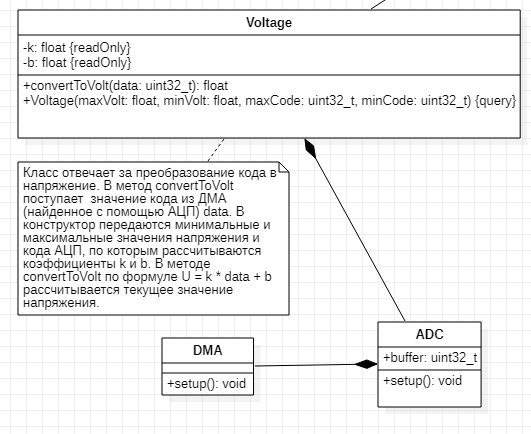 Voltage
-k: float {readOnly}
-b: float {readOnly}
+convertToVolt(data: uint32_t): float
+Voltage(maxVolt: float, minVolt: float, maxCode: uint32_t, minCode: uint32_t) {query}
Класс отвечает за преобразование кода в
напряжение. В метод convertToVolt
поступает значение кода из ДМА
(найденное с помощью АЦП) data. В
конструктор передаются минимальные и
максимальные значения напряжения и
кода АЦП, по которым рассчитываются
коэффициенты k и b. В методе
convertToVolt по формуле U = k * data + b
рассчитывается текущее значение
напряжения.
ADC
+buffer: uint32_t
+setup(): void
DMA
+setup(): void